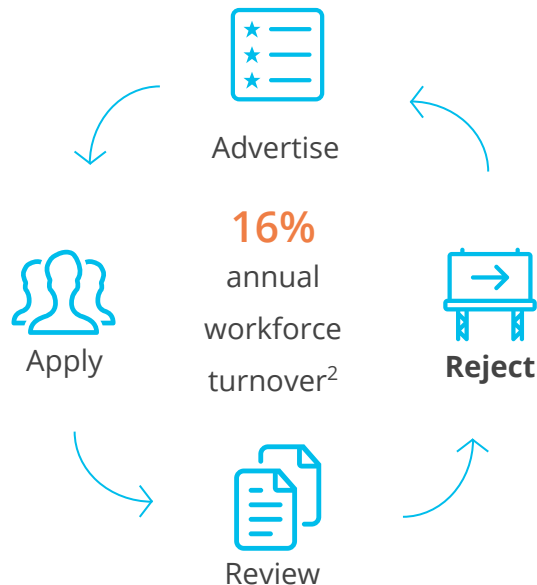 Advertise
16%
annual
workforce
turnover²
Apply
Reject
Review